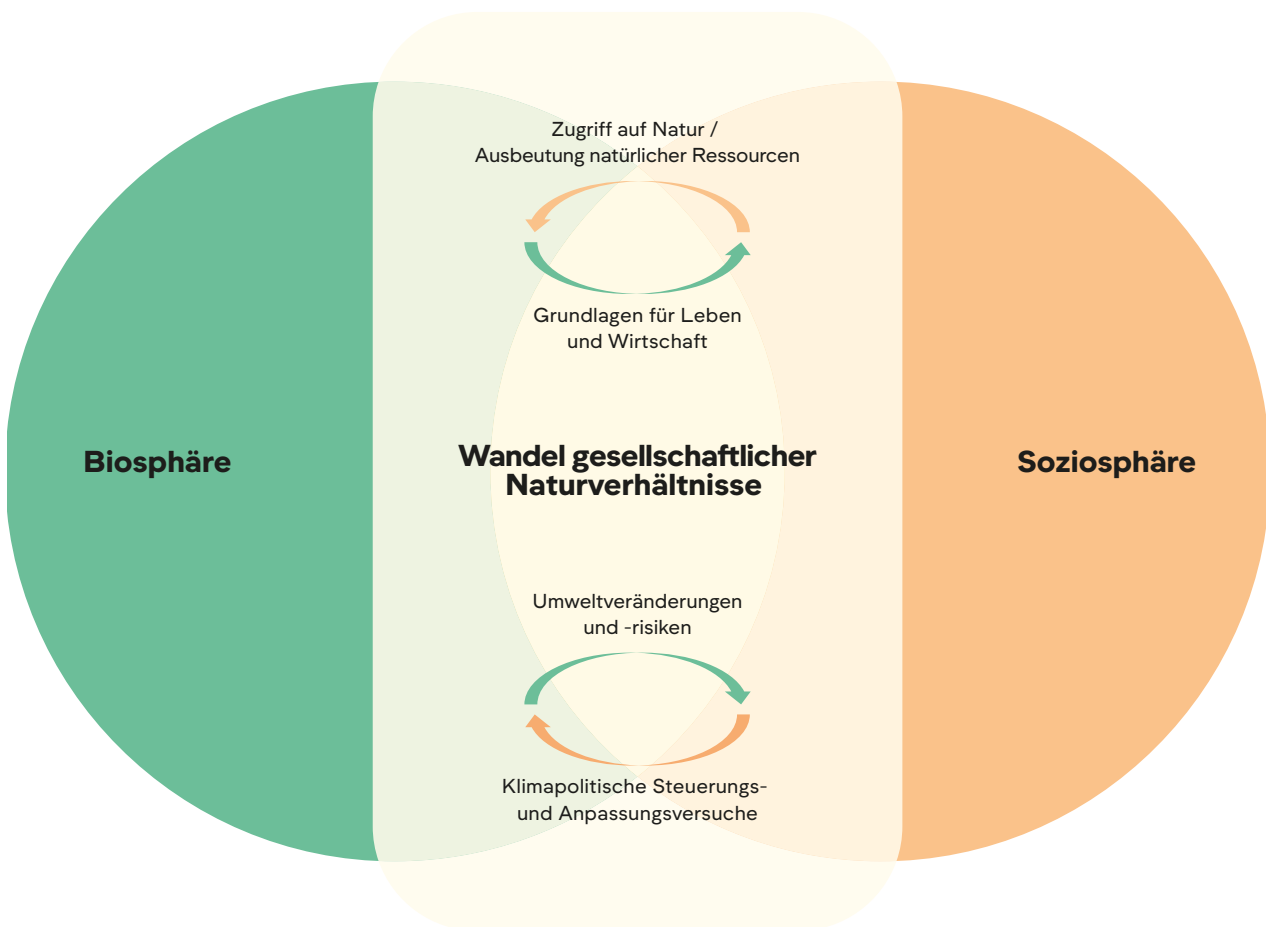 Zugriff auf Natur /
Ausbeutung natürlicher Ressourcen
Grundlagen für Leben
und Wirtschaft
Biosphäre
Wandel gesellschaftlicher
Naturverhältnisse
Soziosphäre
Umweltveränderungen
und -risiken
Klimapolitische Steuerungs-
und Anpassungsversuche